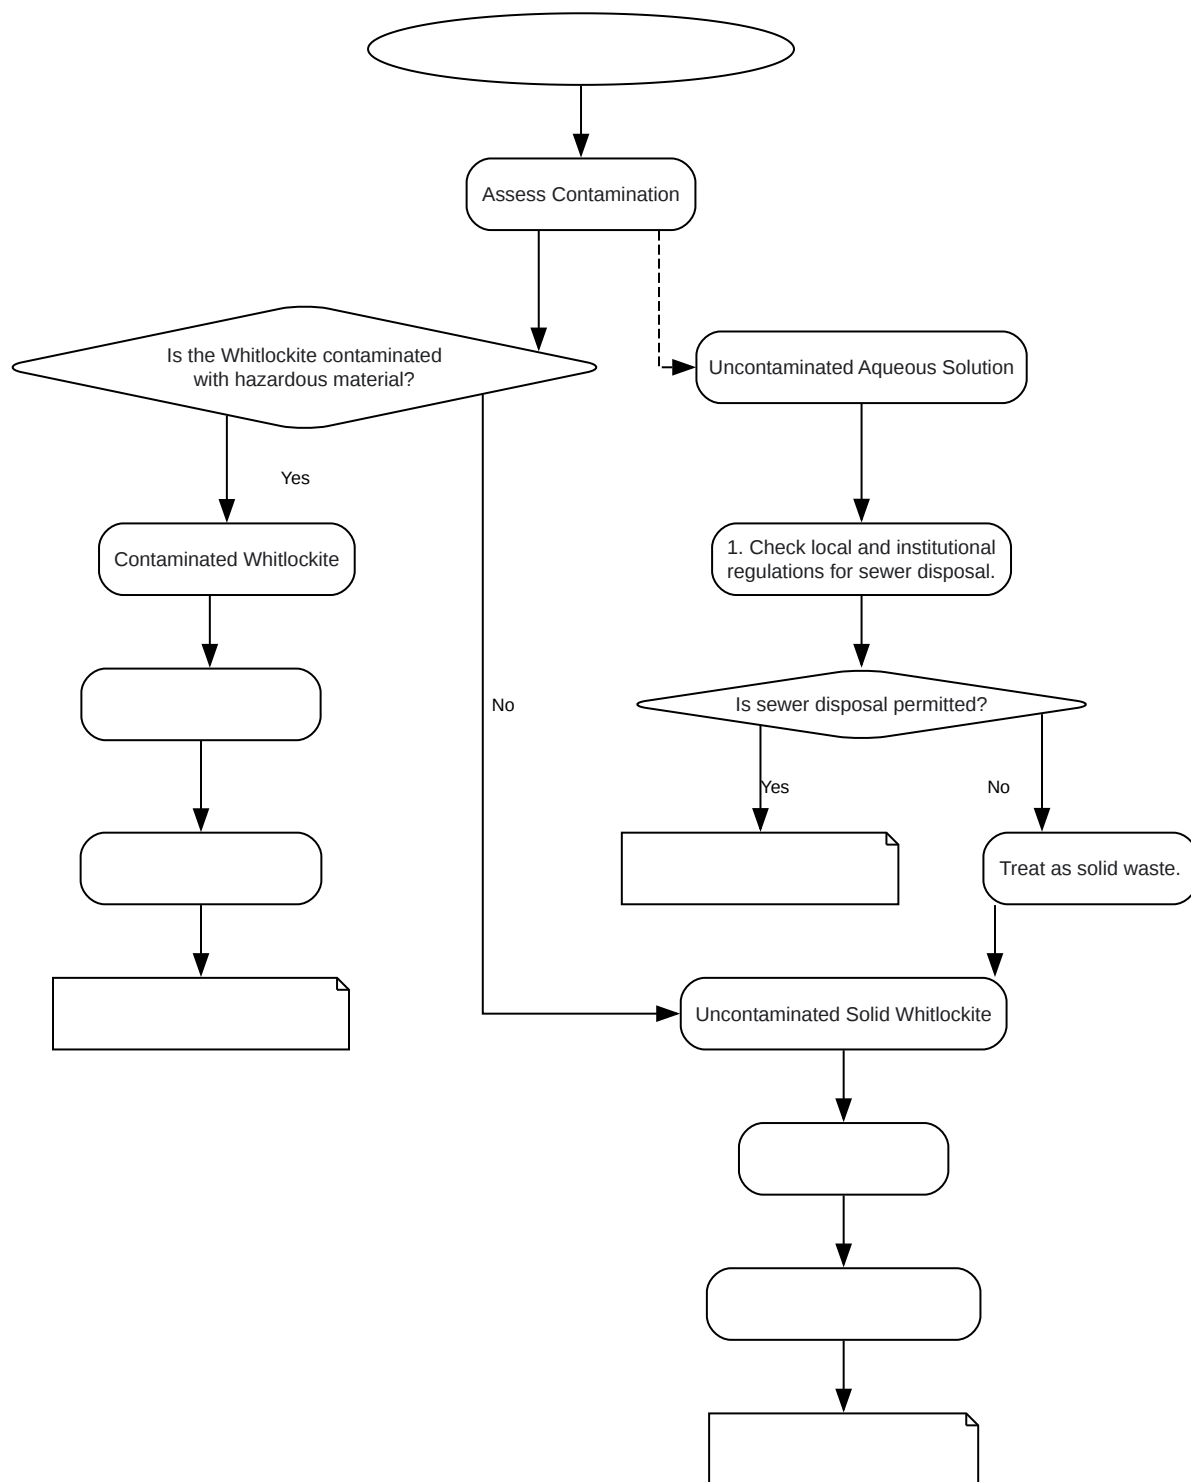 Assess Contamination
Is the Whitlockite contaminated
with hazardous material?
Uncontaminated Aqueous Solution
Yes
Contaminated Whitlockite
1. Check local and institutional
regulations for sewer disposal.
No
Is sewer disposal permitted?
Yes
No
Treat as solid waste.
Uncontaminated Solid Whitlockite